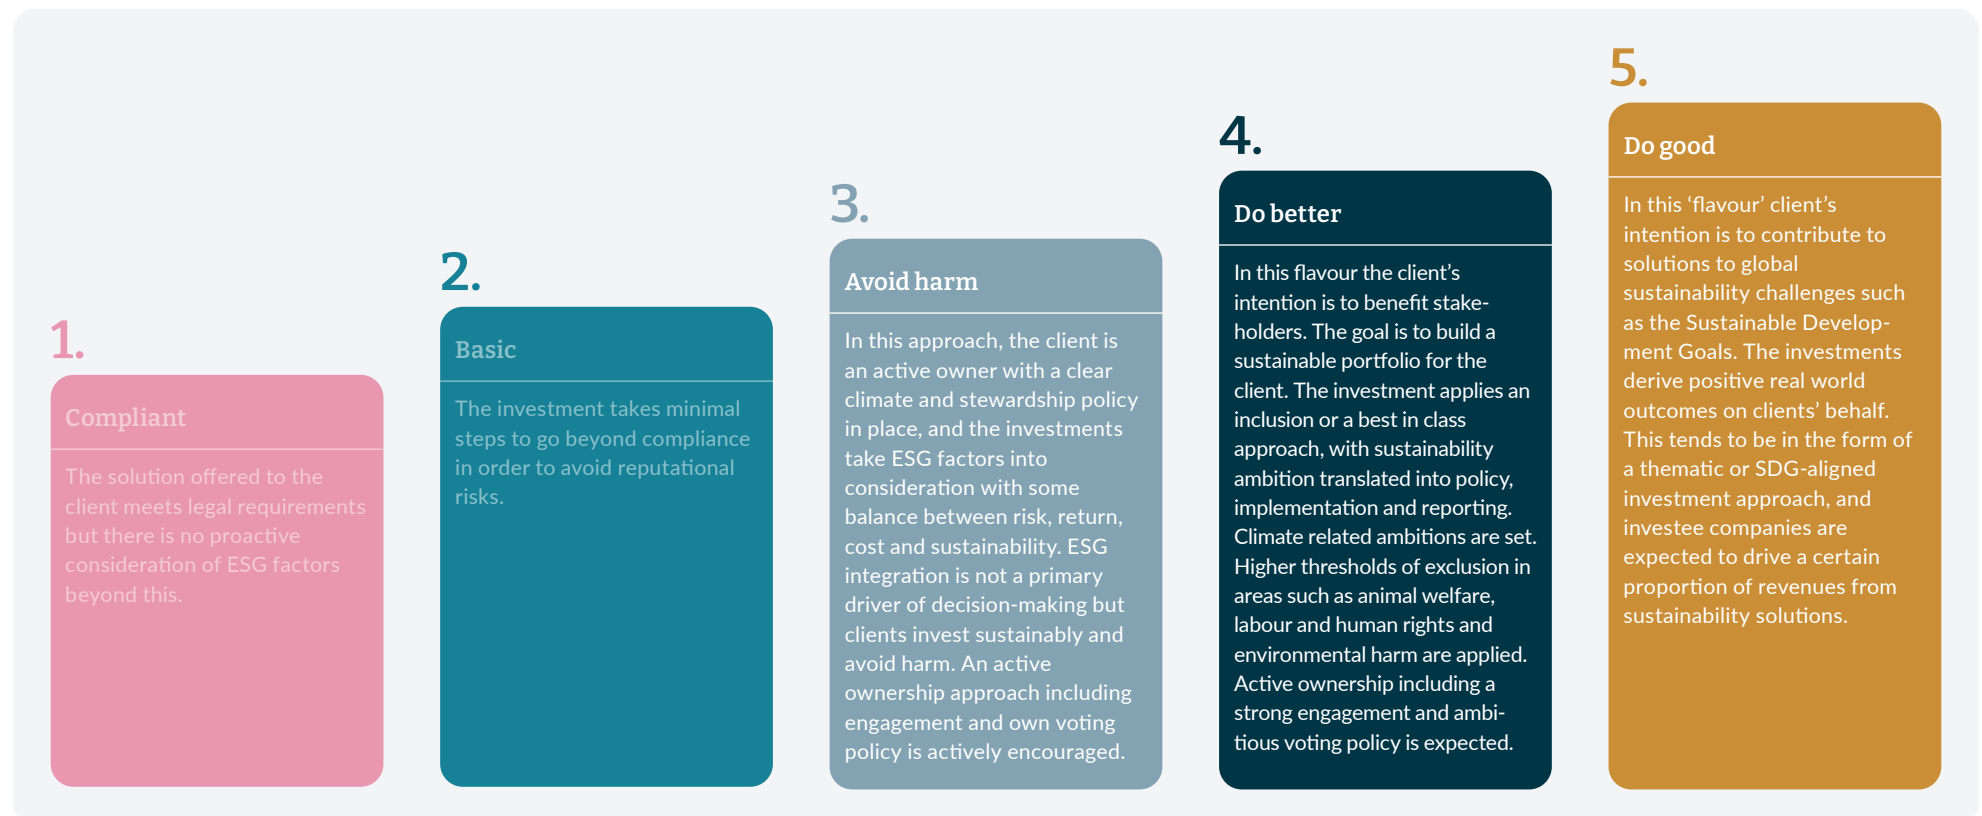 1.
Compliant
The solution offered to the
client meets legal requirements
but there is no proactive
consideration of ESG factors
beyond this.
2.
Basic
The investment takes minimal
steps to go beyond compliance
in order to avoid reputational
risks.
3.
Avoid harm
In this approach, the client is
an active owner with a clear
climate and stewardship policy
in place, and the investments
take ESG factors into
consideration with some
balance between risk, return,
cost and sustainability. ESG
integration is not a primary
driver of decision-making but
clients invest sustainably and
avoid harm. An active
ownership approach including
engagement and own voting
policy is actively encouraged.
4.
Do better
In this flavour the client’s
intention is to benefit stake-
holders. The goal is to build a
sustainable portfolio for the
client. The investment applies an
inclusion or a best in class
approach, with sustainability
ambition translated into policy,
implementation and reporting.
Climate related ambitions are set.
Higher thresholds of exclusion in
areas such as animal welfare,
labour and human rights and
environmental harm are applied.
Active ownership including a
strong engagement and ambi-
tious voting policy is expected.
5.
Do good
In this ‘flavour’ client’s
intention is to contribute to
solutions to global
sustainability challenges such
as the Sustainable Develop-
ment Goals. The investments
derive positive real world
outcomes on clients’ behalf.
This tends to be in the form of
a thematic or SDG-aligned
investment approach, and
investee companies are
expected to drive a certain
proportion of revenues from
sustainability solutions.